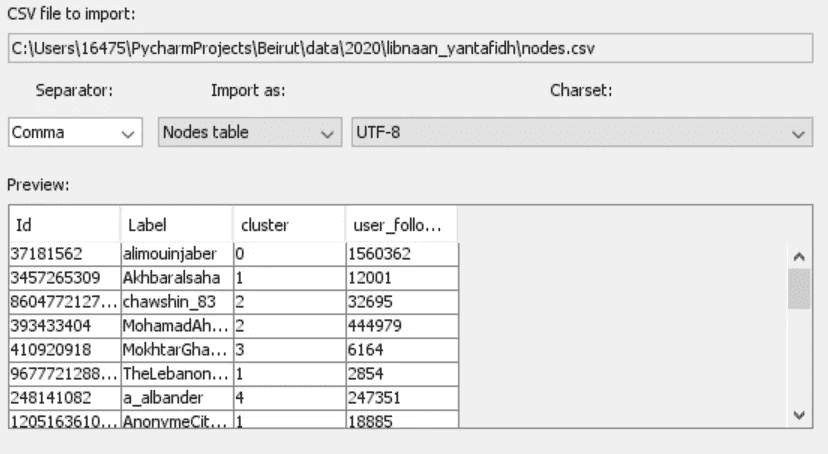 CSV file to import:
C:\Users\16475\PycharmProjects\Beirut\data\2020\libnaan_yantafidh\nodes.csv
Separator: Import as: Charset:
Comma Nodes table UTF-8
Preview:
Id Label cluster user_follo...
37181562 alimouinjaber 0 1560362
3457265309 Akhbaralsaha 1 12001
8604772127... chawshin_83 2 32695
393433404 MohamadAh... 2 444979
410920918 MokhtarGha... 3 6164
9677721288... TheLebanon... 1 2854
248141082 a_albander 4 247351
1205163610... AnonymeCit... 1 18885